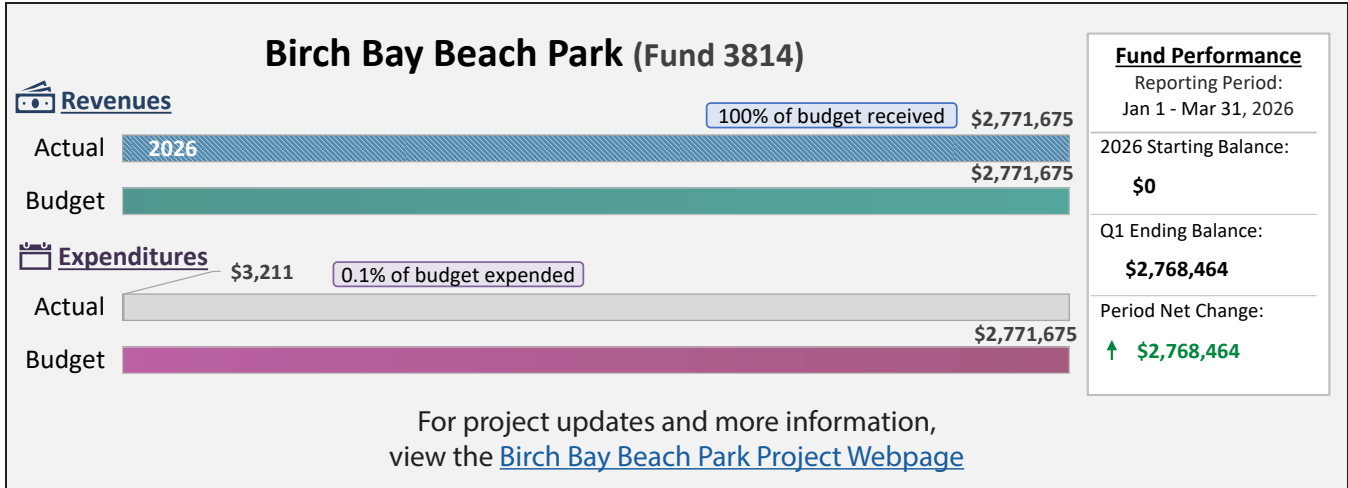 Birch Bay Beach Park (Fund 3814)
Revenues
100% of budget received
$2,771,675
Actual
2026
$2,771,675
Budget
Expenditures
$3,211
0.1% of budget expended
Actual
$2,771,675
Budget
For project updates and more information,
view the Birch Bay Beach Park Project Webpage
Fund Performance
Reporting Period:
Jan 1 - Mar 31, 2026
2026 Starting Balance:
$0
Q1 Ending Balance:
$2,768,464
Period Net Change:
$2,768,464